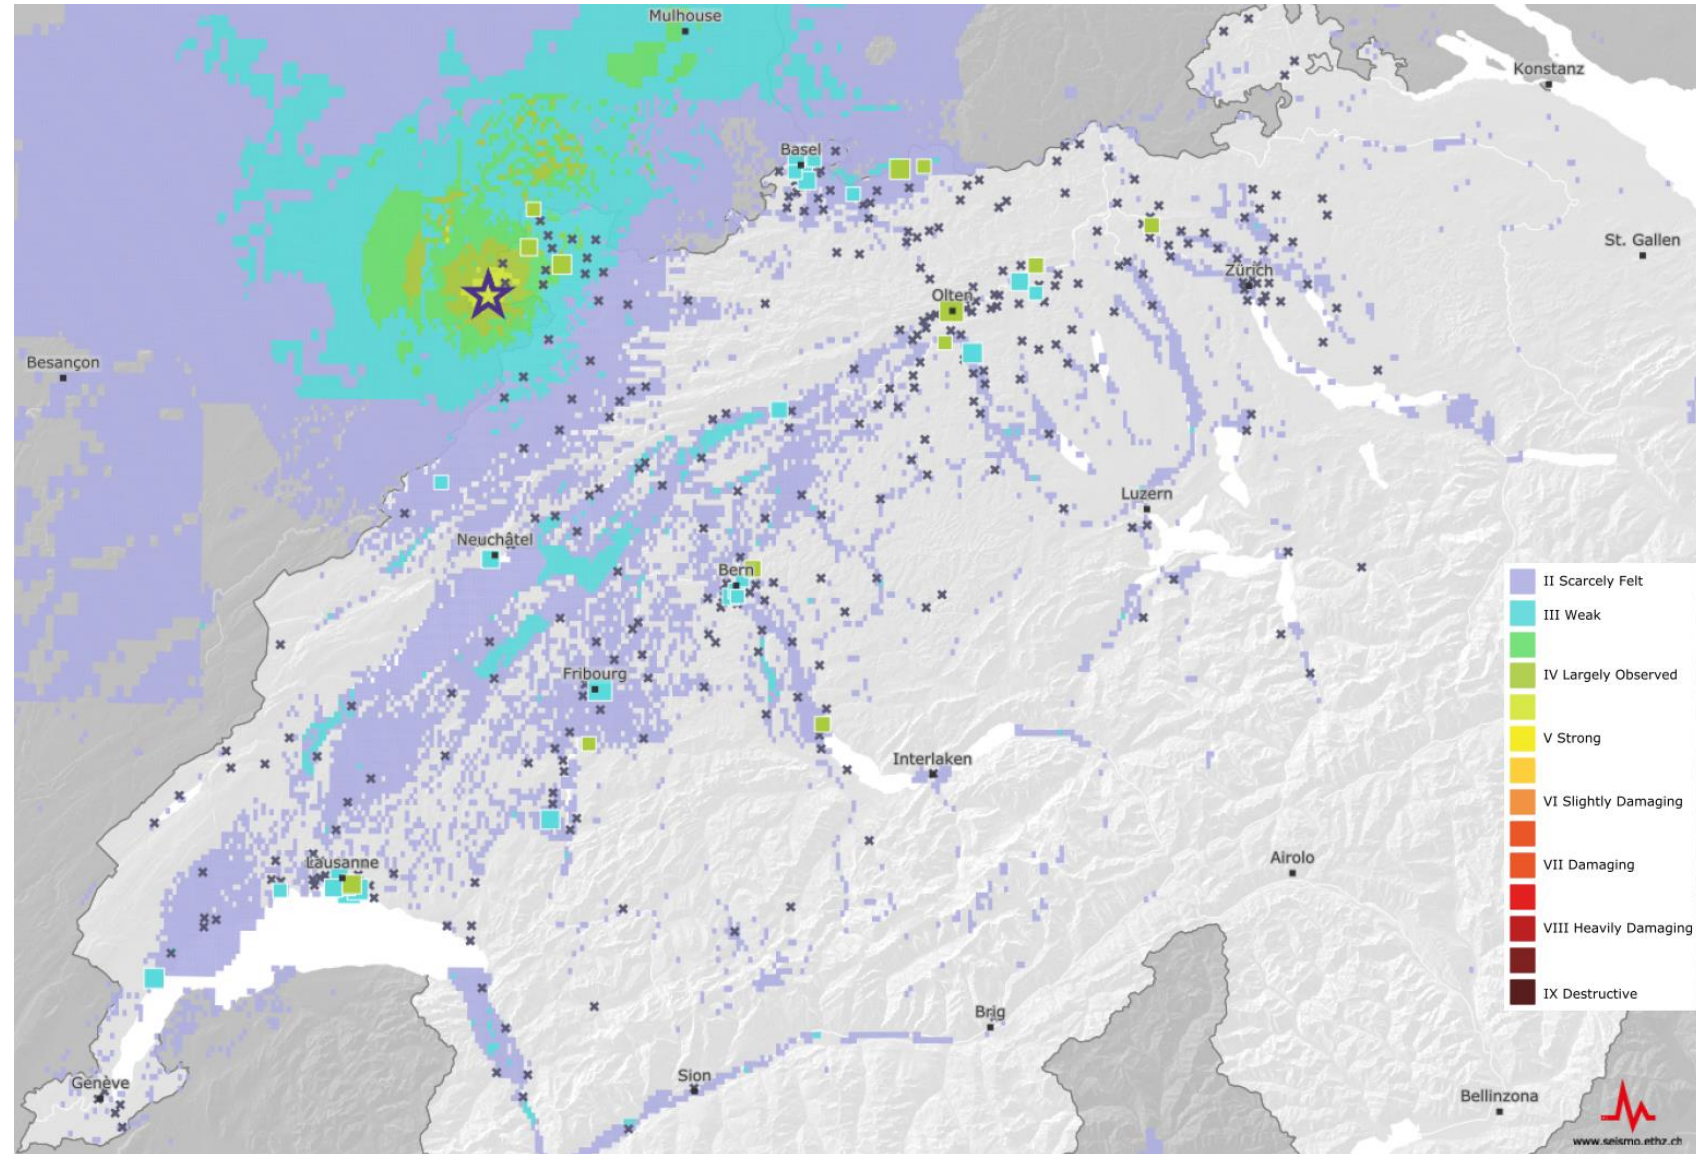 Mulhouse
Konstanz
Basel
St. Gallen
Zürich
Olten
Besançon
Luzern
Neuchâtel
Bern
II Scarcely Felt
III Weak
IV Largely Observed
V Strong
VI Slightly Damaging
VII Damaging
VIII Heavily Damaging
IX Destructive
Fribourg
Interlaken
Lausanne
Airolo
Brig
Sion
Genève
Bellinzona
www.seismo.ethz.ch